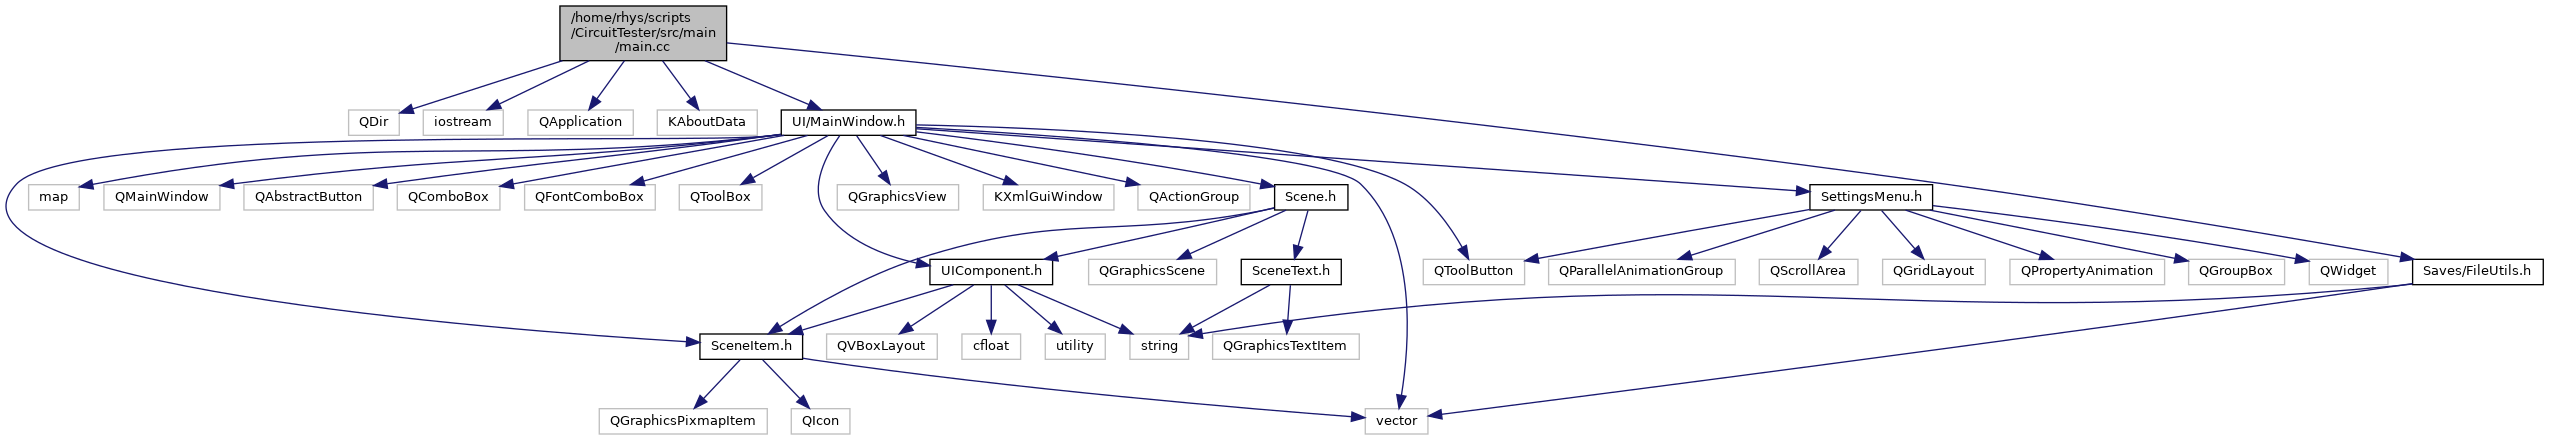 /home/rhys/scripts
/CircuitTester/src/main
/main.cc
QDir
iostream
QApplication
KAboutData
UI/MainWindow.h
map
QMainWindow
QAbstractButton
QComboBox
QFontComboBox
QToolBox
QGraphicsView
KXmlGuiWindow
QActionGroup
Scene.h
SettingsMenu.h
UIComponent.h
QGraphicsScene
SceneText.h
QToolButton
QParallelAnimationGroup
QScrollArea
QGridLayout
QPropertyAnimation
QGroupBox
QWidget
Saves/FileUtils.h
SceneItem.h
QVBoxLayout
cfloat
utility
string
QGraphicsTextItem
QGraphicsPixmapItem
QIcon
vector